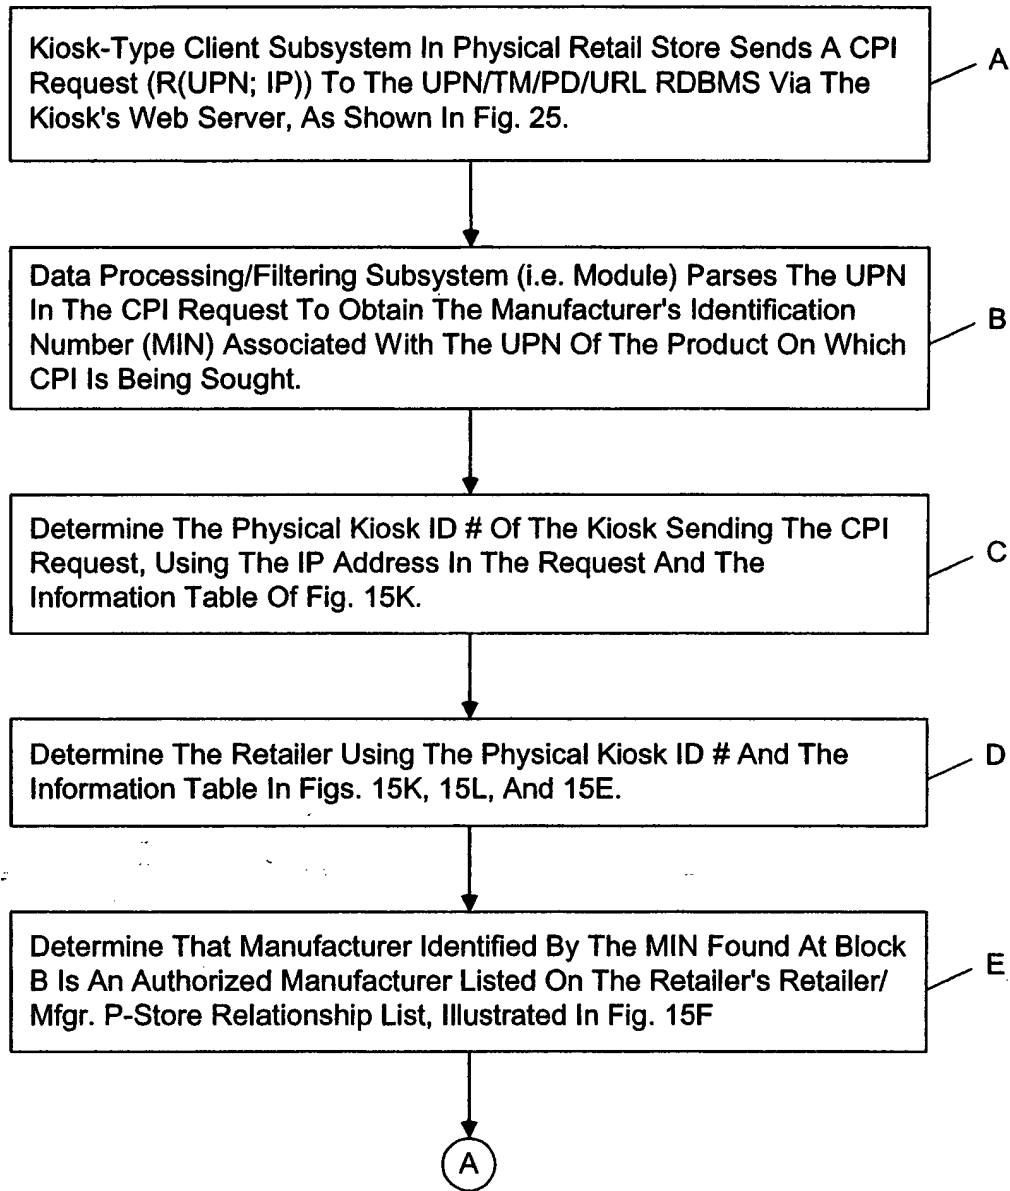 Kiosk-Type Client Subsystem In Physical Retail Store Sends A CPI
Request (R(UPN; IP)) To The UPN/TM/PD/URL RDBMS Via The
Kiosk's Web Server, As Shown In Fig. 25.
A
Data Processing/Filtering Subsystem (i.e. Module) Parses The UPN
In The CPI Request To Obtain The Manufacturer's Identification
Number (MIN) Associated With The UPN Of The Product On Which
CPI Is Being Sought.
B
Determine The Physical Kiosk ID # Of The Kiosk Sending The CPI
Request, Using The IP Address In The Request And The
Information Table Of Fig. 15K.
C
Determine The Retailer Using The Physical Kiosk ID # And The
Information Table In Figs. 15K, 15L, And 15E.
D
Determine That Manufacturer Identified By The MIN Found At Block
B Is An Authorized Manufacturer Listed On The Retailer's Retailer/
Mfgr. P-Store Relationship List, Illustrated In Fig. 15F
E
A